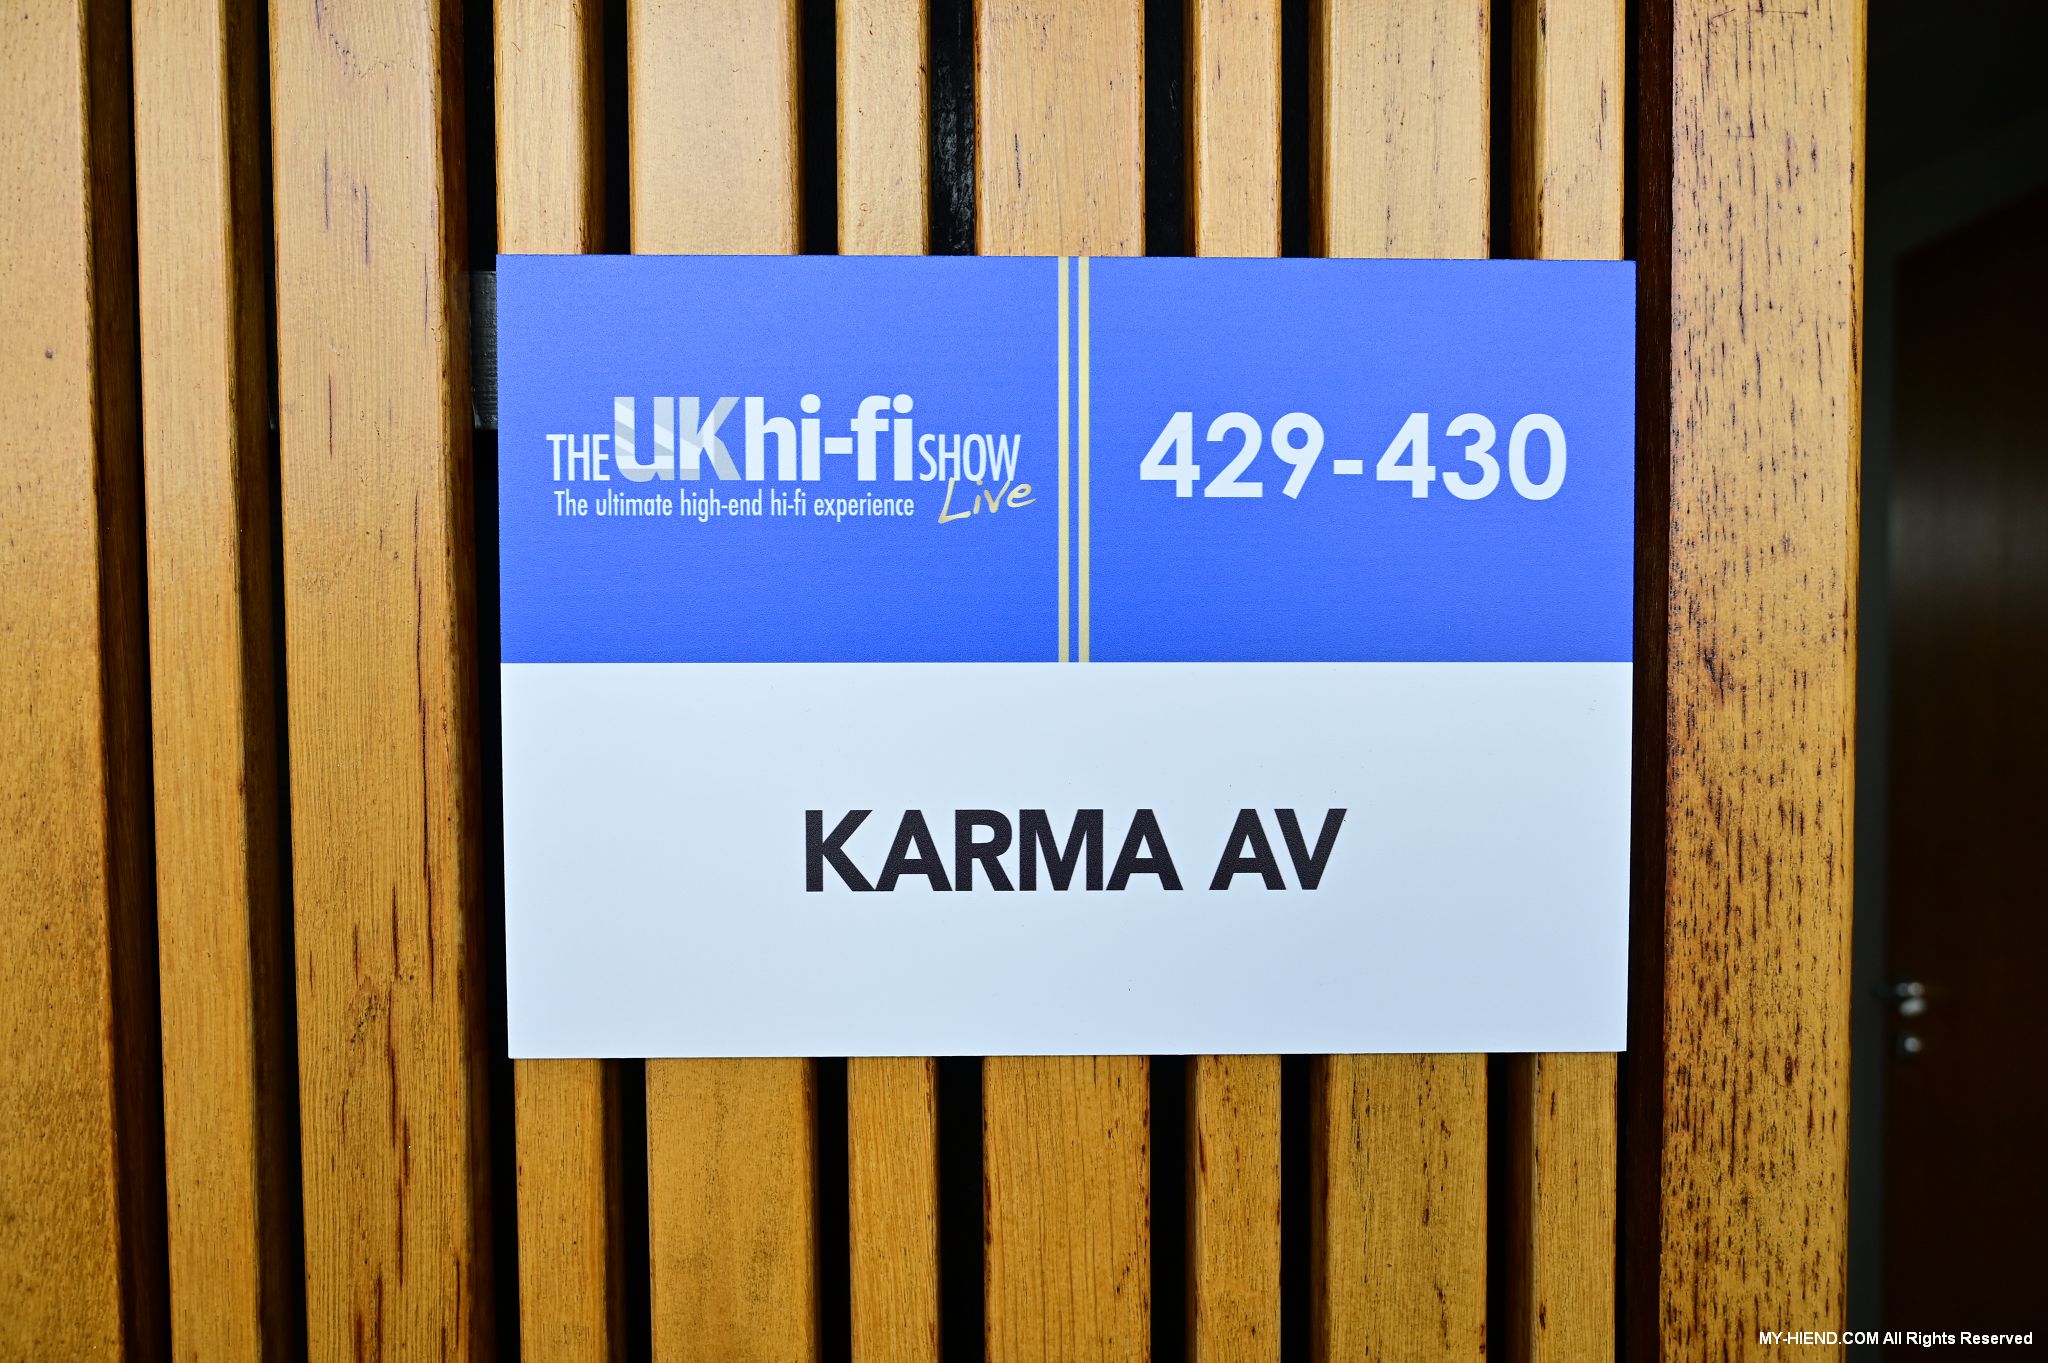 THE UK hi-fi SHOW
The ultimate high-end hi-fi experience Live
429-430
KARMA AV
MY-HIEND.COM All Rights Reserved